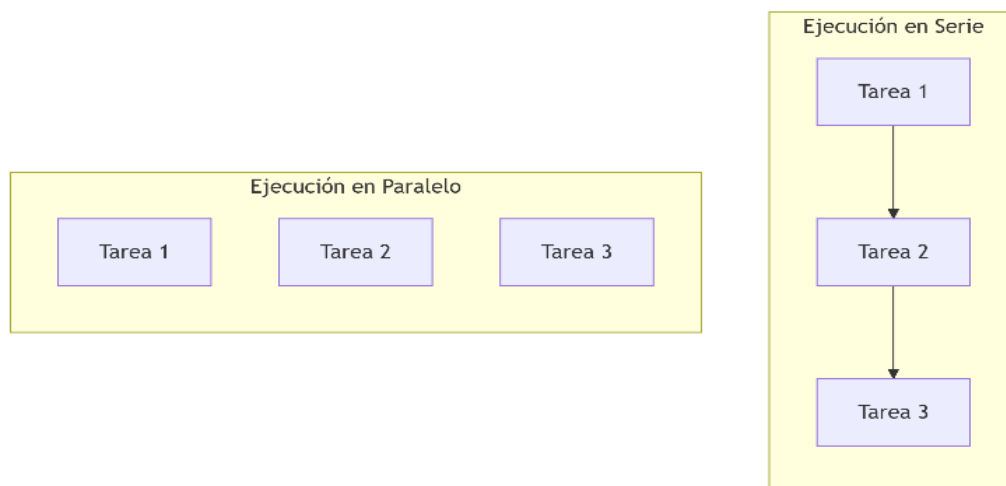 Ejecución en Paralelo
Tarea 1
Tarea 2
Tarea 3
Ejecución en Serie
Tarea 1
Tarea 2
Tarea 3